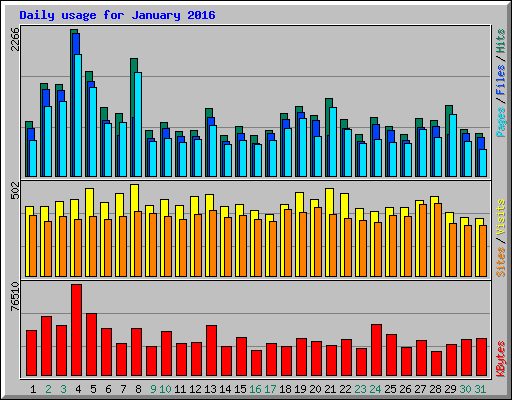 Daily usage for January 2016
2266
Pages / Files / Hits
502
Sites / Visits
76510
KBytes
1 2 3 4 5 6 7 8 9 10 11 12 13 14 15 16 17 18 19 20 21 22 23 24 25 26 27 28 29 30 31